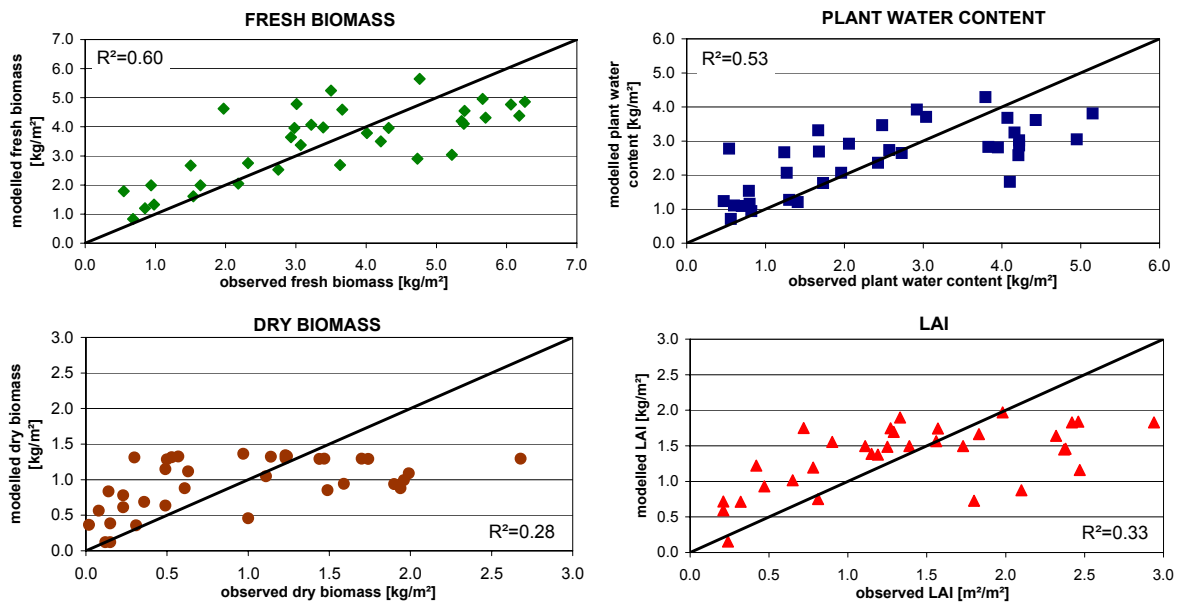 FRESH BIOMASS
modelled fresh biomass
[kg/m²]
7.0
6.0
5.0
4.0
3.0
2.0
1.0
0.0
R²=0.60
0.0 1.0 2.0 3.0 4.0 5.0 6.0 7.0
observed fresh biomass [kg/m²]
PLANT WATER CONTENT
modelled plant water
content [kg/m²]
6.0
5.0
4.0
3.0
2.0
1.0
0.0
R²=0.53
0.0 1.0 2.0 3.0 4.0 5.0 6.0
observed plant water content [kg/m²]
DRY BIOMASS
modelled dry biomass
[kg/m²]
3.0
2.5
2.0
1.5
1.0
0.5
0.0
R²=0.28
0.0 0.5 1.0 1.5 2.0 2.5 3.0
observed dry biomass [kg/m²]
LAI
modelled LAI [kg/m²]
3.0
2.5
2.0
1.5
1.0
0.5
0.0
R²=0.33
0.0 0.5 1.0 1.5 2.0 2.5 3.0
observed LAI [m²/m²]